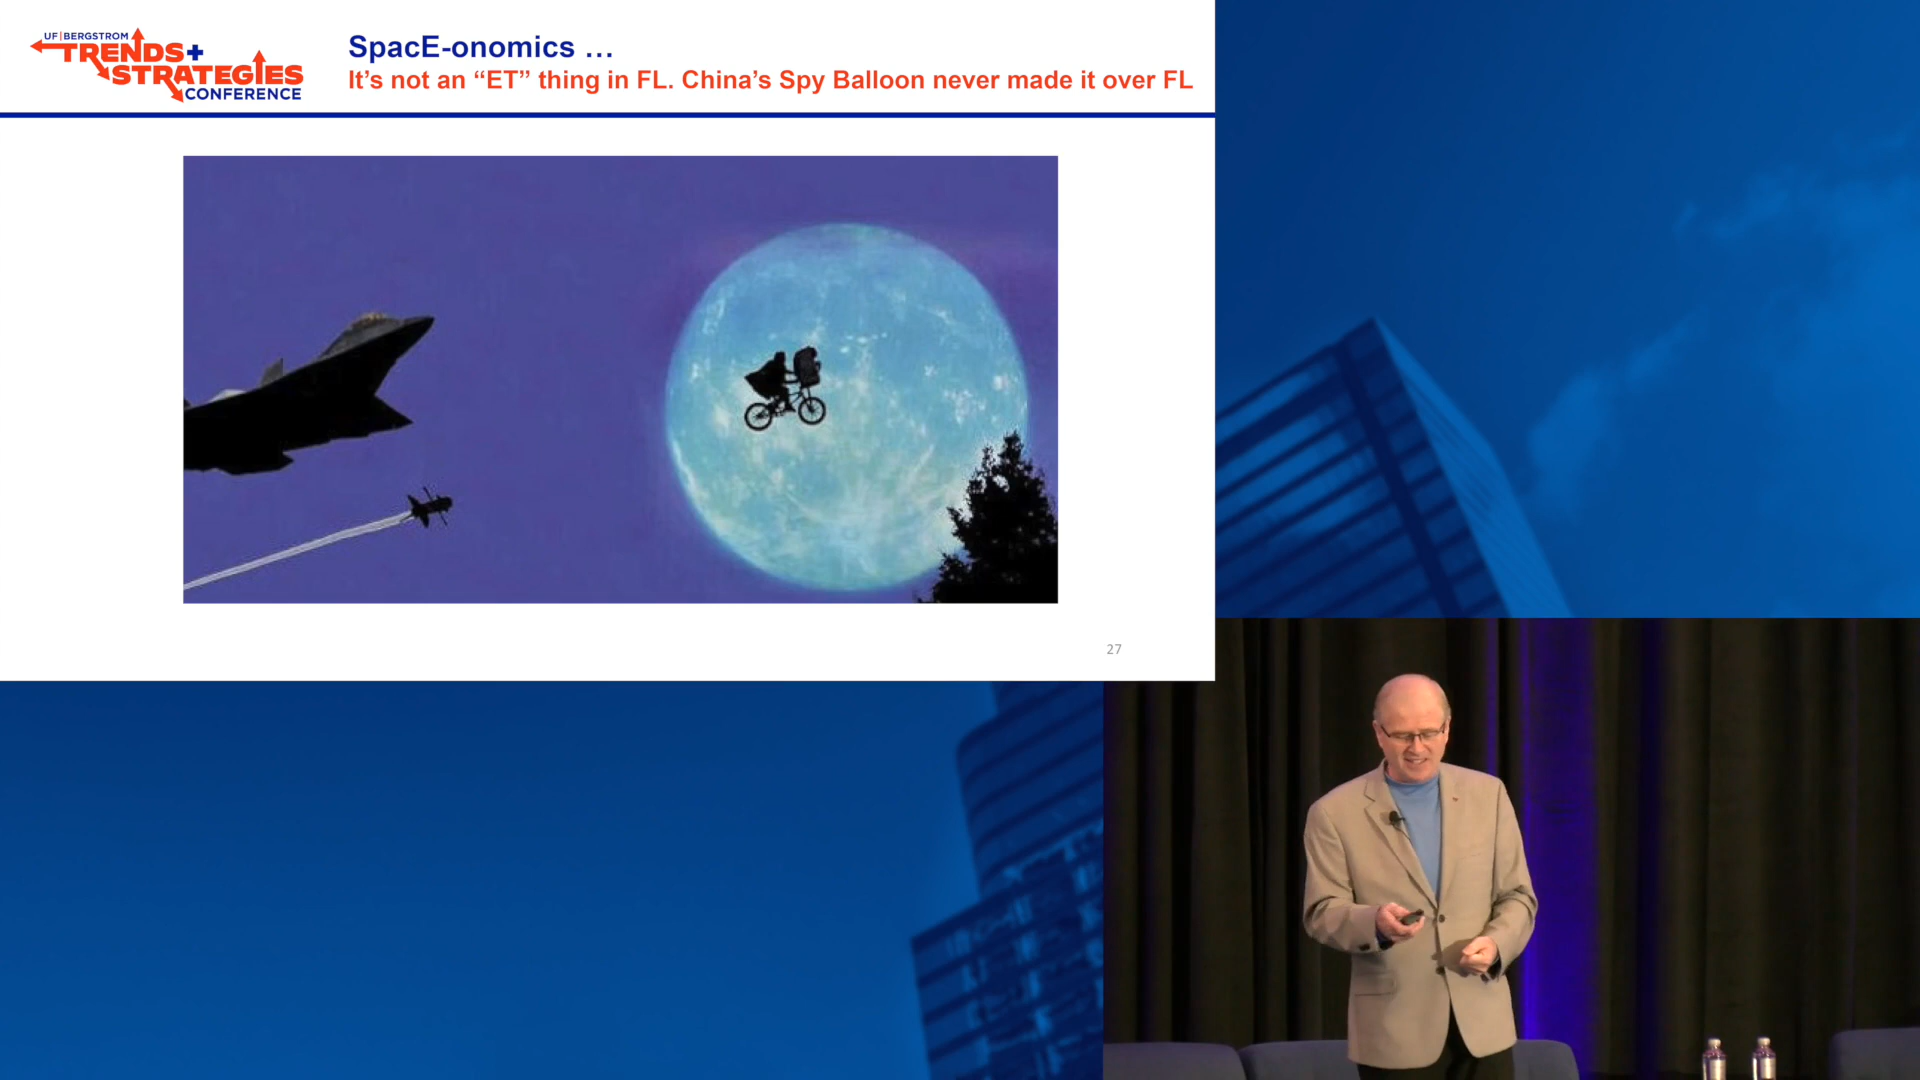 UF|BERGSTROM
TRENDS+
STRATEGIES
CONFERENCE
SpacE-onomics …
It’s not an “ET” thing in FL. China’s Spy Balloon never made it over FL
27